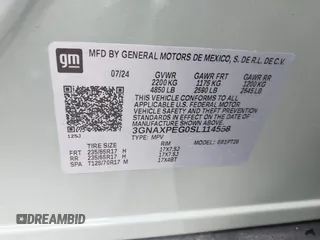 gm
MFD BY GENERAL MOTORS DE MEXICO, S. DE R.L. DE C.V.
07/24 GVWR GAWR FRT GAWR RR
2200 KG 1175 KG 1200 KG
4850 LB 2590 LB 2645 LB
THIS VEHICLE CONFORMS TO ALL APPLICABLE
U.S. FEDERAL MOTOR VEHICLE SAFETY, BUMPER,
AND THEFT PREVENTION STANDARDS IN EFFECT
ON THE DATE OF MANUFACTURE SHOWN ABOVE.
3GNAXPEG0SL114558
TYPE: MPV MODEL:
TIRE SIZE RIM
FRT 235/65R17 H 17X7.5J
RR 235/65R17 H 17X7.5J
SPA T125/70R17 M 17X4BT
DREAMBID